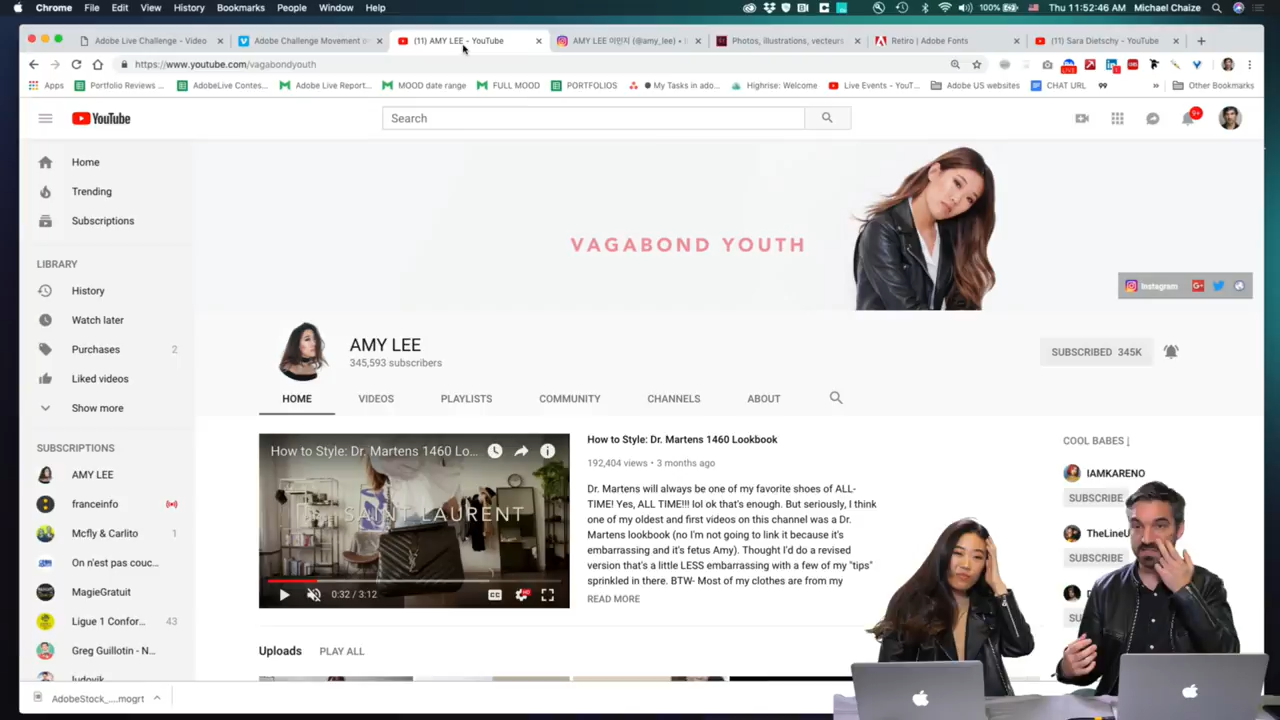 Chrome File Edit View History Bookmarks People Window Help
100% Thu 11:52:46 AM Michael Chaize
Adobe Live Challenge - Video
Adobe Challenge Movement o
(11) AMY LEE - YouTube
AMY LEE 이민지 (@amy_lee) •
Photos, illustrations, vecteurs
Retiro | Adobe Fonts
(11) Sara Dietschy - YouTube
https://www.youtube.com/vagabondyouth
Apps
Portfolio Reviews ...
AdobeLive Contes...
Adobe Live Report...
MOOD date range
FULL MOOD
PORTFOLIOS
My Tasks in ado...
Highrise: Welcome
Live Events - YouT...
Adobe US websites
CHAT URL
Other Bookmarks
YouTube
Search
9+
Home
Trending
Subscriptions
LIBRARY
History
Watch later
Purchases 2
Liked videos
Show more
SUBSCRIPTIONS
AMY LEE
franceinfo
Mcfly & Carlito 1
On n'est pas couc...
MagieGratuit
Ligue 1 Confor... 43
Greg Guillotin - N...
ludovik
VAGABOND YOUTH
Instagram
AMY LEE
345,593 subscribers
SUBSCRIBED 345K
HOME VIDEOS PLAYLISTS COMMUNITY CHANNELS ABOUT
How to Style: Dr. Martens 1460 Lo...
SAINT LAURENT
0:32 / 3:12
CC
How to Style: Dr. Martens 1460 Lookbook
192,404 views • 3 months ago
Dr. Martens will always be one of my favorite shoes of ALL-
TIME! Yes, ALL TIME!!! lol ok that's enough. But seriously, I think
one of my oldest and first videos on this channel was a Dr.
Martens lookbook (no I'm not going to link it because it's
embarrassing and it's fetus Amy). Thought I'd do a revised
version that's a little LESS embarrassing with a few of my "tips"
sprinkled in there. BTW- Most of my clothes are from my
READ MORE
COOL BABES
IAMKARENO
SUBSCRIBE
TheLineU
SUBSCRIBE
SU
Uploads PLAY ALL
AdobeStock_....mogrt